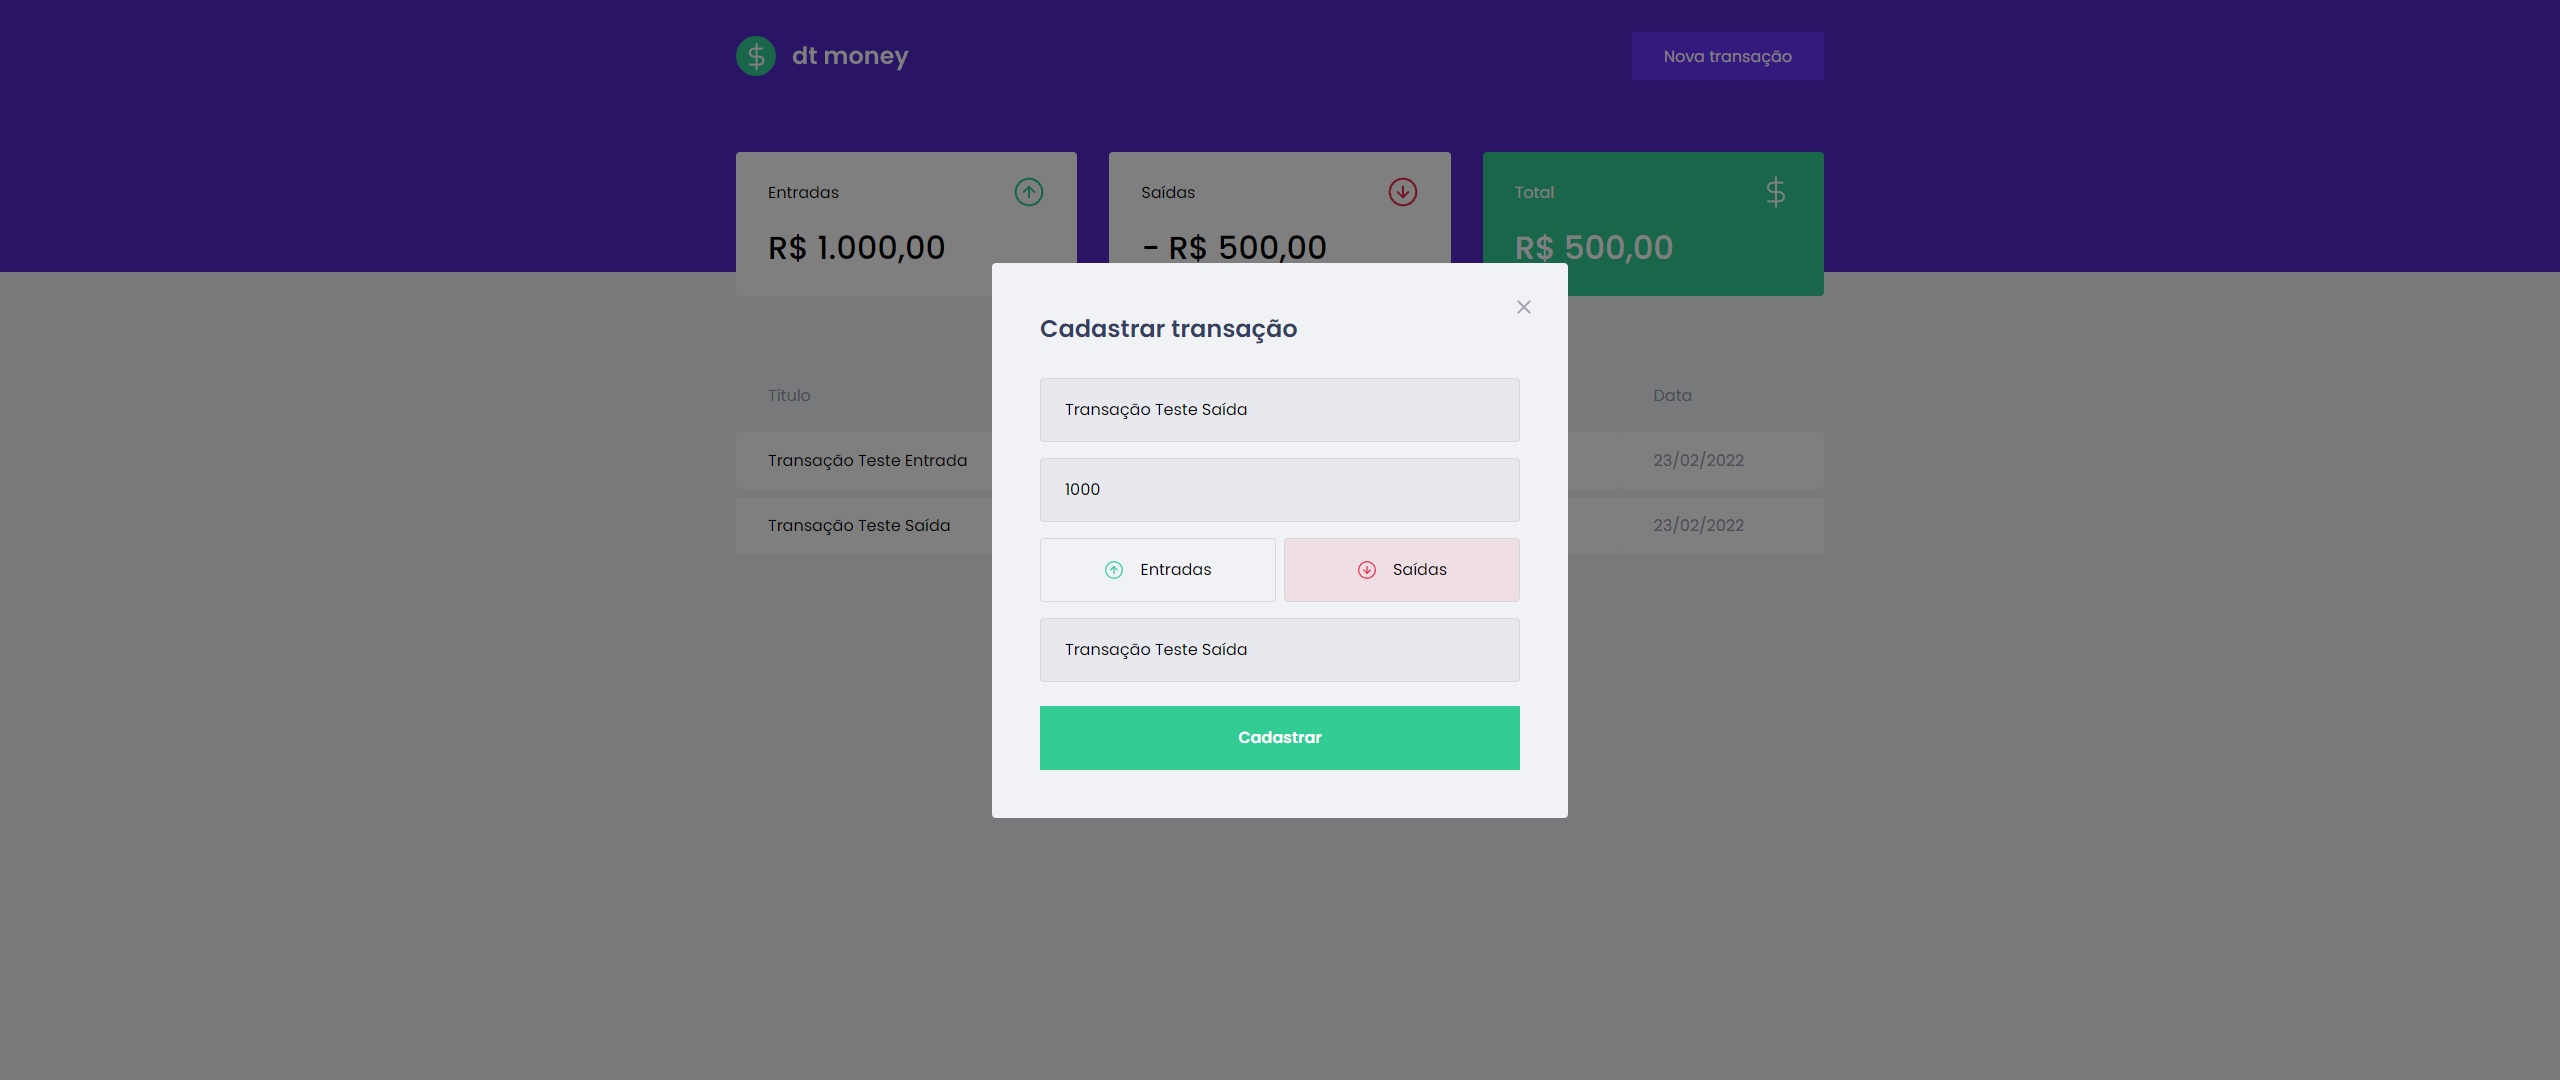 dt money
Nova transação
Entradas
Saídas
Total
R$ 1.000,00
- R$ 500,00
R$ 500,00
Cadastrar transação
Transação Teste Saída
1000
Entradas
Saídas
Transação Teste Saída
Cadastrar
Título
Data
Transação Teste Entrada
23/02/2022
Transação Teste Saída
23/02/2022